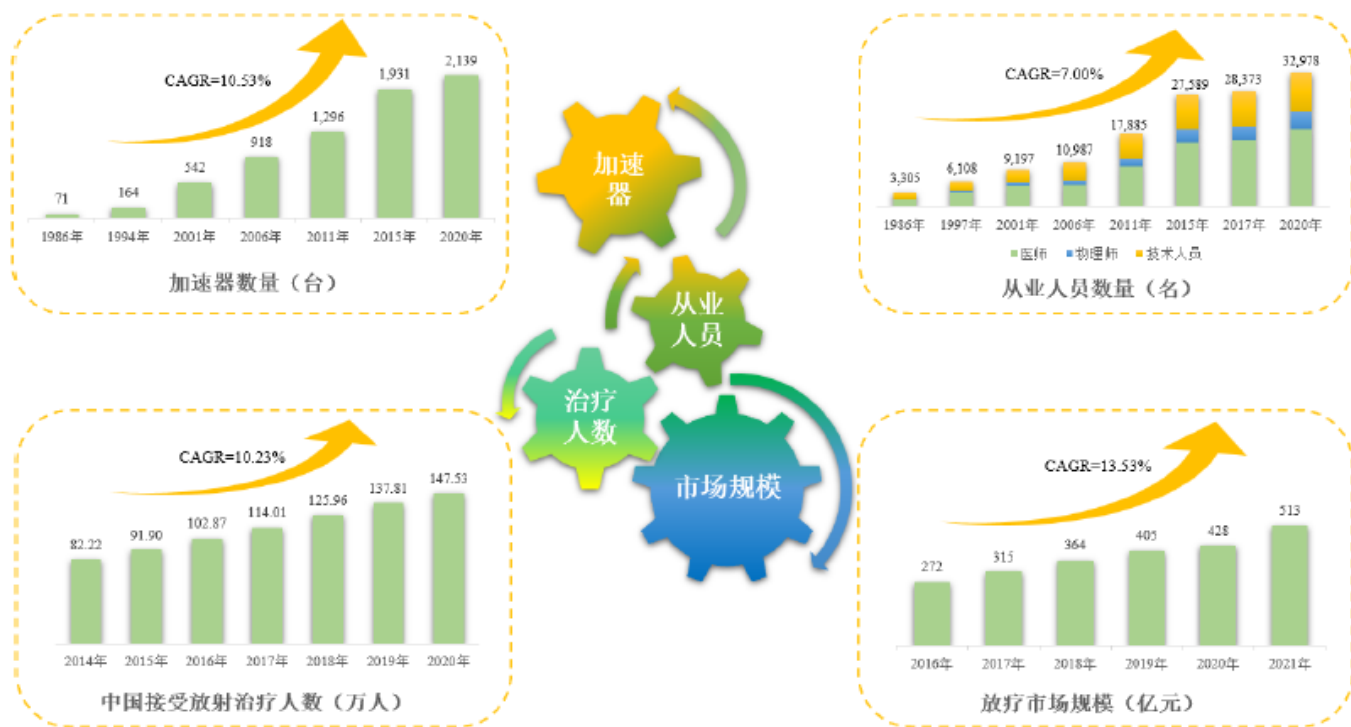 CAGR=10.53%
71
164
542
918
1,296
1,931
2,139
1986年 1994年 2001年 2006年 2011年 2015年 2020年
加速器数量（台）
CAGR=7.00%
3,305
6,108
9,197
10,987
17,885
27,589
28,373
32,978
1986年 1997年 2001年 2006年 2011年 2015年 2017年 2020年
医师 物理师 技术人员
从业人员数量（名）
加速
器
从业
人员
治疗
人数
市场规模
CAGR=10.23%
82.22
91.90
102.87
114.01
125.96
137.81
147.53
2014年 2015年 2016年 2017年 2018年 2019年 2020年
中国接受放射治疗人数（万人）
CAGR=13.53%
272
315
364
405
428
513
2016年 2017年 2018年 2019年 2020年 2021年
放疗市场规模（亿元）